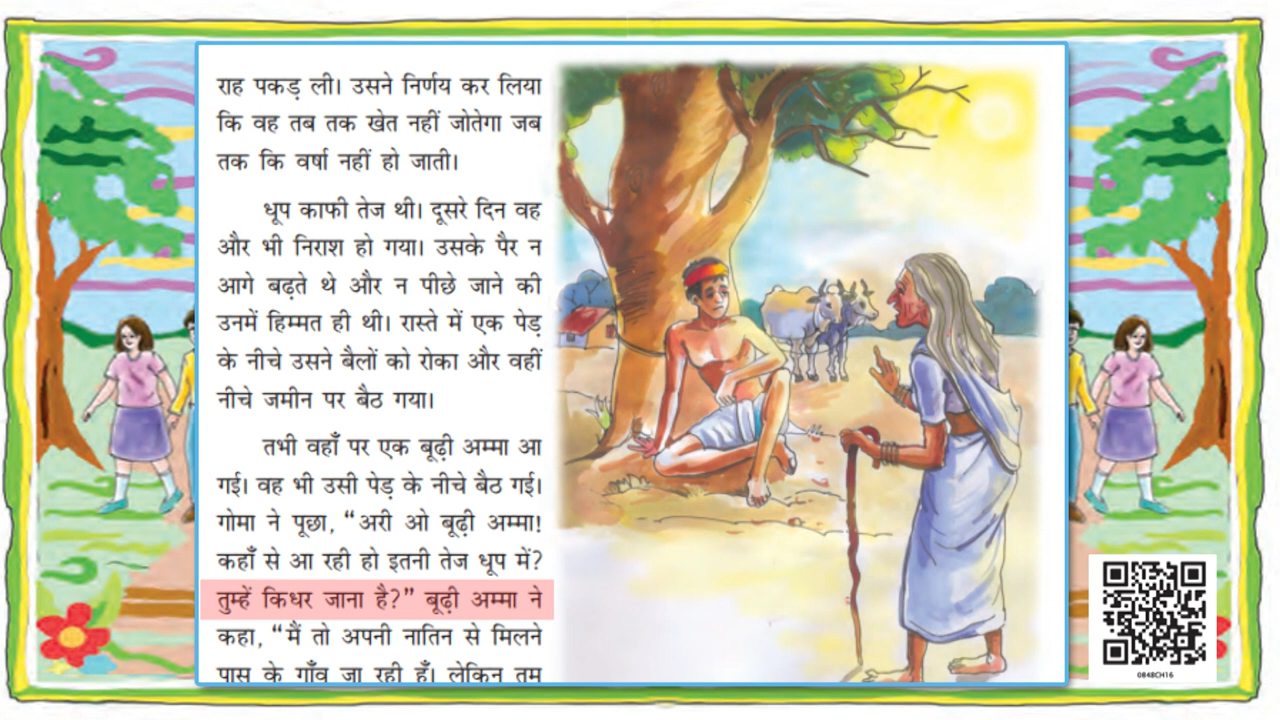 राह पकड़ ली। उसने निर्णय कर लिया
कि वह तब तक खेत नहीं जोतेगा जब
तक कि वर्षा नहीं हो जाती।
धूप काफी तेज थी। दूसरे दिन वह
और भी निराश हो गया। उसके पैर न
आगे बढ़ते थे और न पीछे जाने की
उनमें हिम्मत ही थी। रास्ते में एक पेड़
के नीचे उसने बैलों को रोका और वहीं
नीचे जमीन पर बैठ गया।
तभी वहाँ पर एक बूढ़ी अम्मा आ
गई। वह भी उसी पेड़ के नीचे बैठ गई।
गोमा ने पूछा, “अरी ओ बूढ़ी अम्मा!
कहाँ से आ रही हो इतनी तेज धूप में?
तुम्हें किधर जाना है?” बूढ़ी अम्मा ने
कहा, “मैं तो अपनी नातिन से मिलने
पास के गाँव जा रही हूँ। लेकिन तुम
0848CH16